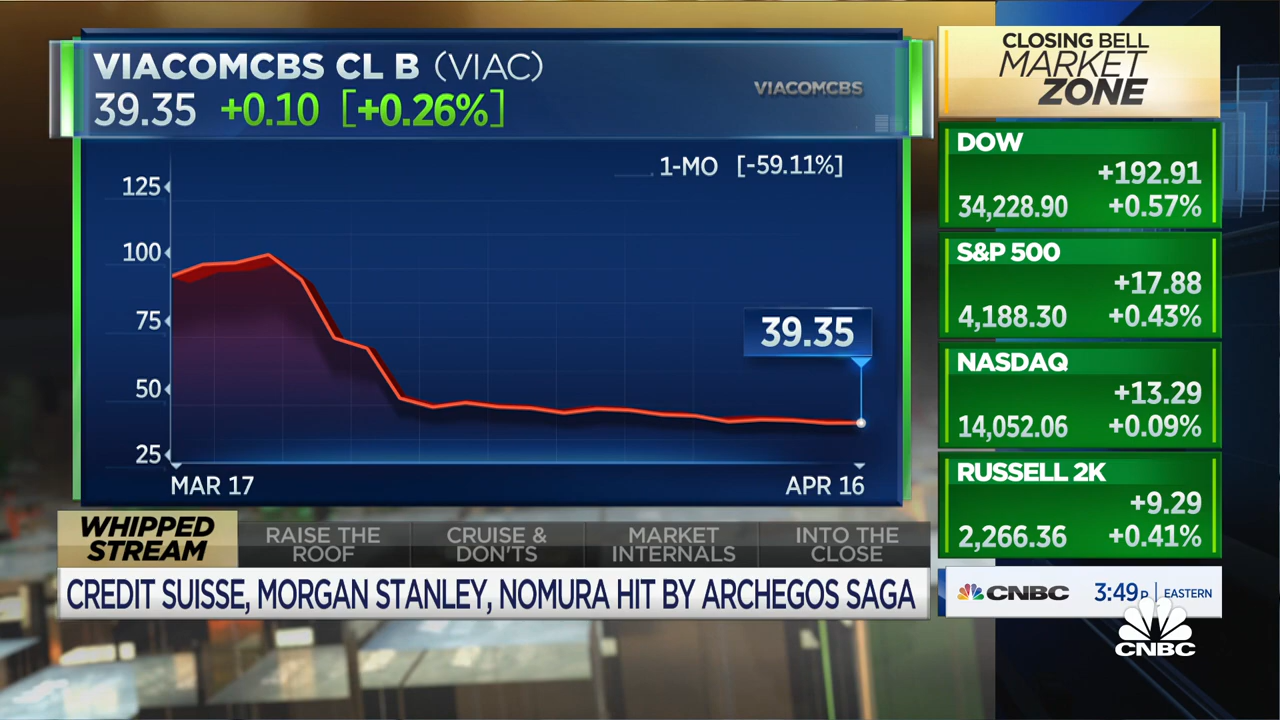 VIACOMCBS CL B (VIAC)
39.35 +0.10 [+0.26%]
VIACOMCBS
1-MO [-59.11%]
125
100
75
50
25
39.35
MAR 17
APR 16
CLOSING BELL
MARKET
ZONE
DOW
+192.91
34,228.90 +0.57%
S&P 500
+17.88
4,188.30 +0.43%
NASDAQ
+13.29
14,052.06 +0.09%
RUSSELL 2K
+9.29
2,266.36 +0.41%
WHIPPED
STREAM
RAISE THE
ROOF
CRUISE &
DON'TS
MARKET
INTERNALS
INTO THE
CLOSE
CREDIT SUISSE, MORGAN STANLEY, NOMURA HIT BY ARCHEGOS SAGA
CNBC 3:49P EASTERN
CNBC